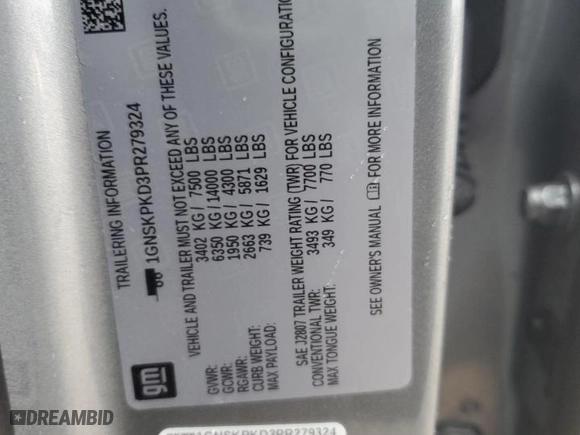 TRAILERING INFORMATION
1GNSKPKD3PR279324
VEHICLE AND TRAILER MUST NOT EXCEED ANY OF THESE VALUES.
GVWR: 3402 KG / 7500 LBS
GCWR: 6350 KG / 14000 LBS
RGAWR: 1950 KG / 4300 LBS
CURB WEIGHT: 2663 KG / 5871 LBS
MAX PAYLOAD: 739 KG / 1629 LBS
SAE J2807 TRAILER WEIGHT RATING (TWR) FOR VEHICLE CONFIGURATION
CONVENTIONAL TWR: 3493 KG / 7700 LBS
MAX TONGUE WEIGHT: 349 KG / 770 LBS
SEE OWNER'S MANUAL FOR MORE INFORMATION
gm
1GNSKPKD3PR279324
DREAMBID